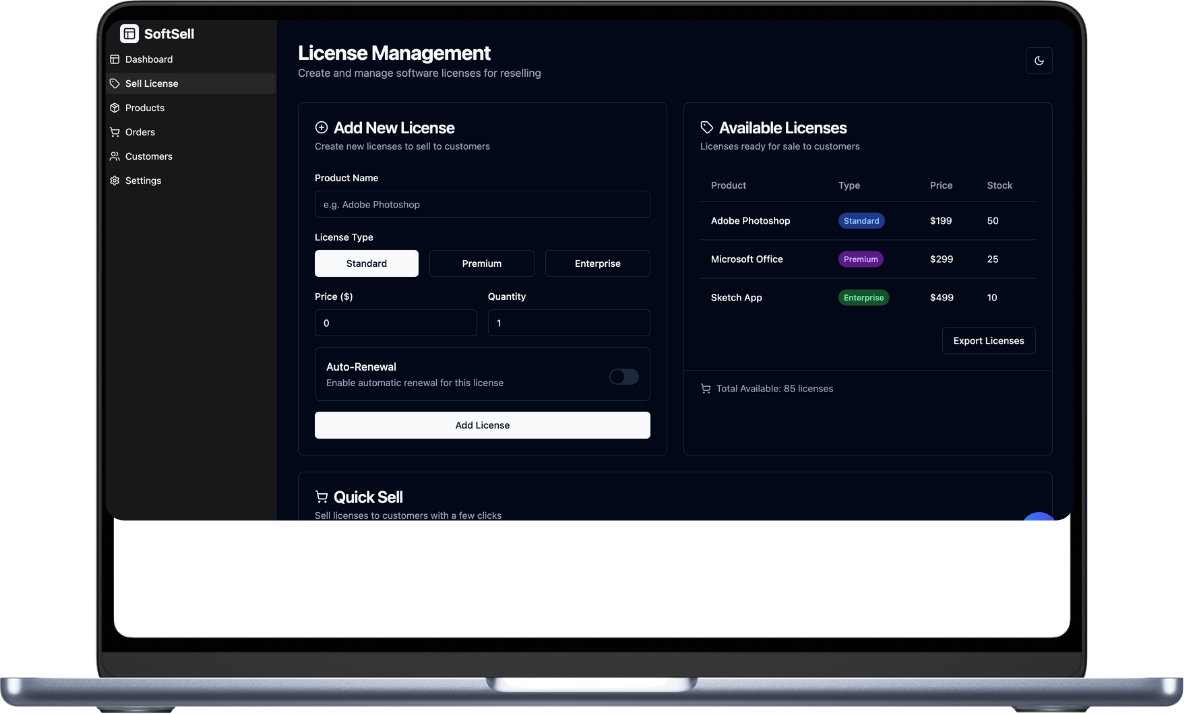 SoftSell
Dashboard
Sell License
Products
Orders
Customers
Settings
License Management
Create and manage software licenses for reselling
Add New License
Create new licenses to sell to customers
Product Name
e.g. Adobe Photoshop
License Type
Standard Premium Enterprise
Price ($) Quantity
0 1
Auto-Renewal
Enable automatic renewal for this license
Add License
Available Licenses
Licenses ready for sale to customers
Product Type Price Stock
Adobe Photoshop Standard $199 50
Microsoft Office Premium $299 25
Sketch App Enterprise $499 10
Export Licenses
Total Available: 85 licenses
Quick Sell
Sell licenses to customers with a few clicks